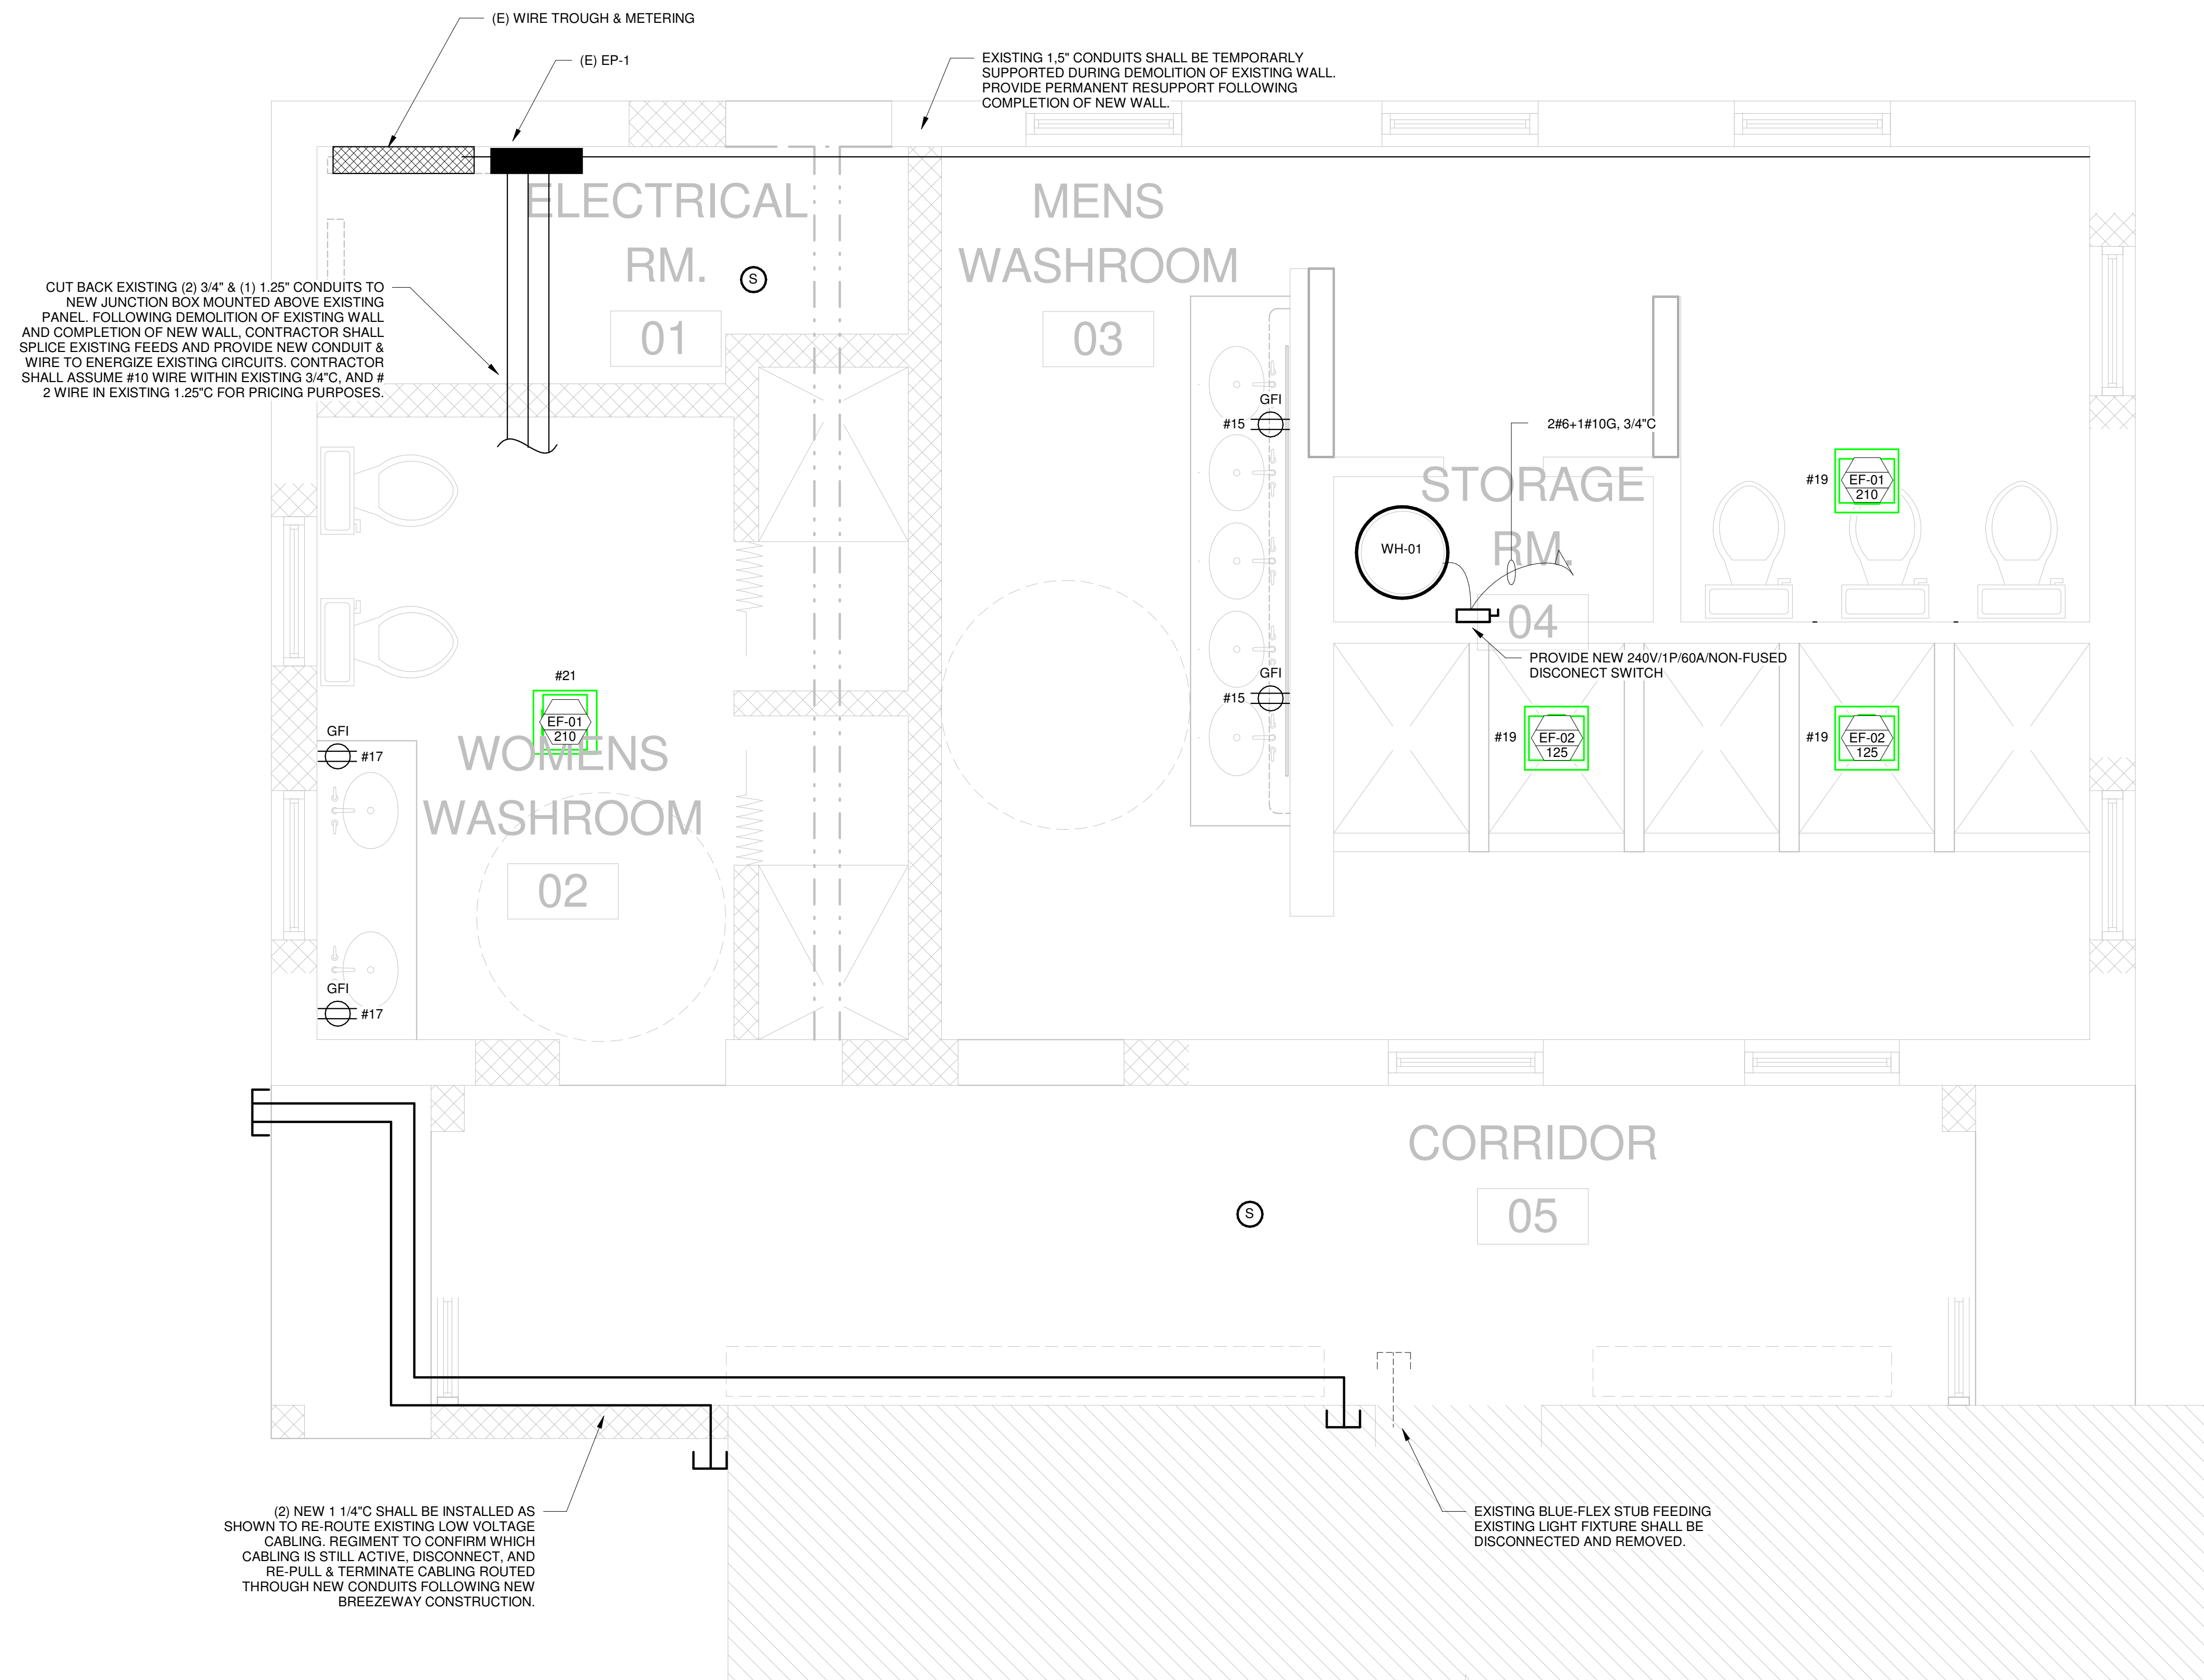 (E) WIRE TROUGH & METERING
(E) EP-1
EXISTING 1,5" CONDUITS SHALL BE TEMPORARLY
SUPPORTED DURING DEMOLITION OF EXISTING WALL.
PROVIDE PERMANENT RESUPPORT FOLLOWING
COMPLETION OF NEW WALL.
ELECTRICAL
RM.
01
S
MENS
WASHROOM
03
CUT BACK EXISTING (2) 3/4" & (1) 1.25" CONDUITS TO
NEW JUNCTION BOX MOUNTED ABOVE EXISTING
PANEL. FOLLOWING DEMOLITION OF EXISTING WALL
AND COMPLETION OF NEW WALL, CONTRACTOR SHALL
SPLICE EXISTING FEEDS AND PROVIDE NEW CONDUIT &
WIRE TO ENERGIZE EXISTING CIRCUITS. CONTRACTOR
SHALL ASSUME #10 WIRE WITHIN EXISTING 3/4"C, AND #
2 WIRE IN EXISTING 1.25"C FOR PRICING PURPOSES.
GFI
#15
2#6+1#10G, 3/4"C
STORAGE
RM.
04
WH-01
#19
EF-01
210
PROVIDE NEW 240V/1P/60A/NON-FUSED
DISCONECT SWITCH
GFI
#15
#21
EF-01
210
#19
EF-02
125
#19
EF-02
125
GFI
#17
WOMENS
WASHROOM
02
GFI
#17
CORRIDOR
05
S
(2) NEW 1 1/4"C SHALL BE INSTALLED AS
SHOWN TO RE-ROUTE EXISTING LOW VOLTAGE
CABLING. REGIMENT TO CONFIRM WHICH
CABLING IS STILL ACTIVE, DISCONNECT, AND
RE-PULL & TERMINATE CABLING ROUTED
THROUGH NEW CONDUITS FOLLOWING NEW
BREEZEWAY CONSTRUCTION.
EXISTING BLUE-FLEX STUB FEEDING
EXISTING LIGHT FIXTURE SHALL BE
DISCONNECTED AND REMOVED.